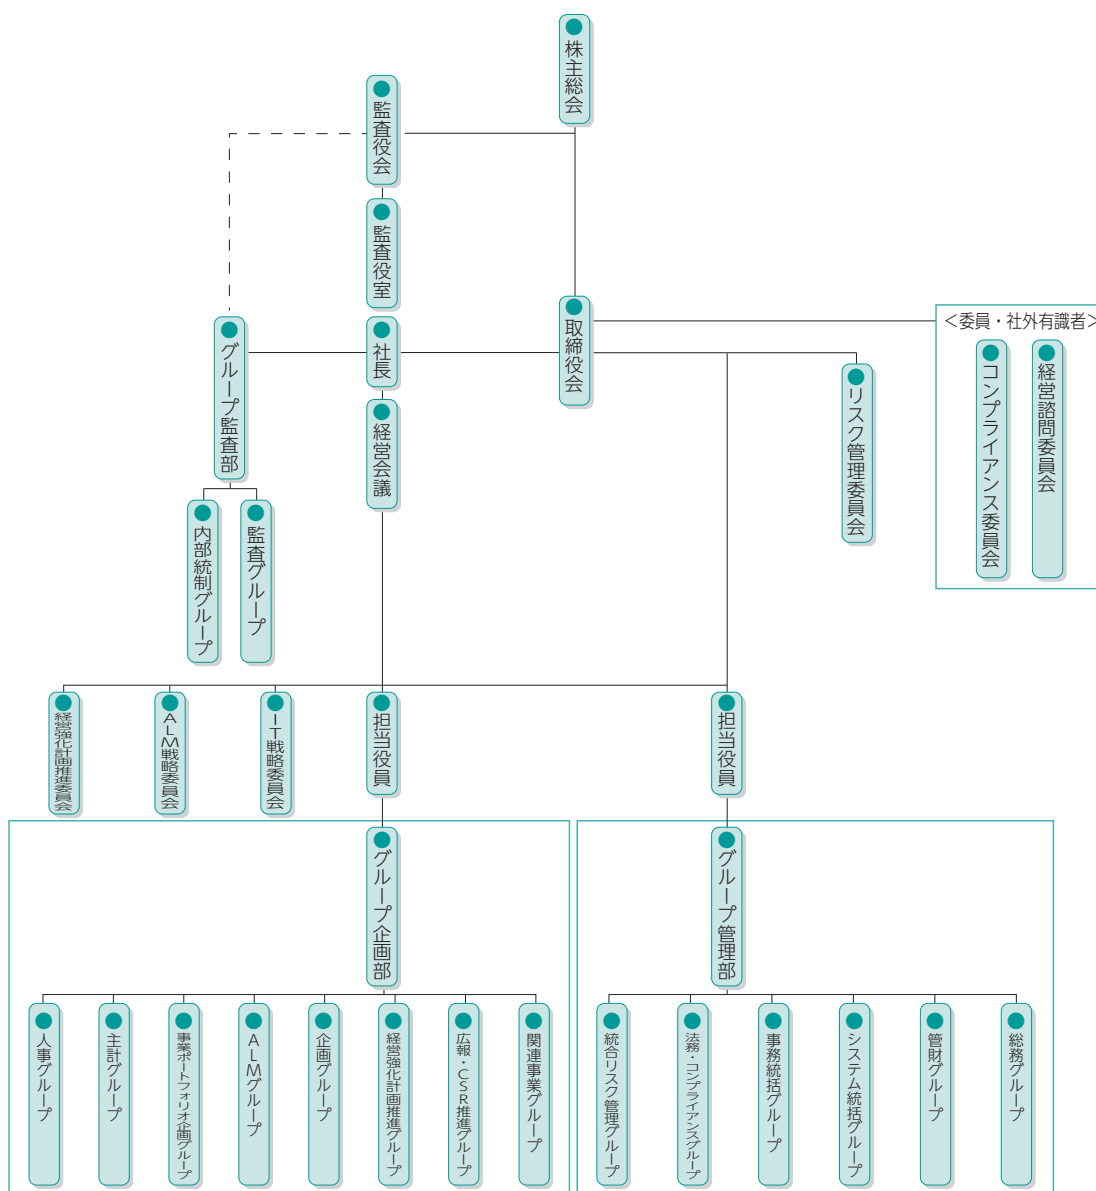 株主総会
監査役会
監査役室
取締役会
＜委員・社外有識者＞
経営諮問委員会
コンプライアンス委員会
社長
経営会議
リスク管理委員会
グループ監査部
監査グループ
内部統制グループ
経営強化計画推進委員会
ALM戦略委員会
IT戦略委員会
担当役員
担当役員
グループ企画部
グループ管理部
人事グループ
主計グループ
事業ポートフォリオ企画グループ
ALMグループ
企画グループ
経営強化計画推進グループ
広報・CSR推進グループ
関連事業グループ
統合リスク管理グループ
法務・コンプライアンスグループ
事務統括グループ
システム統括グループ
管財グループ
総務グループ